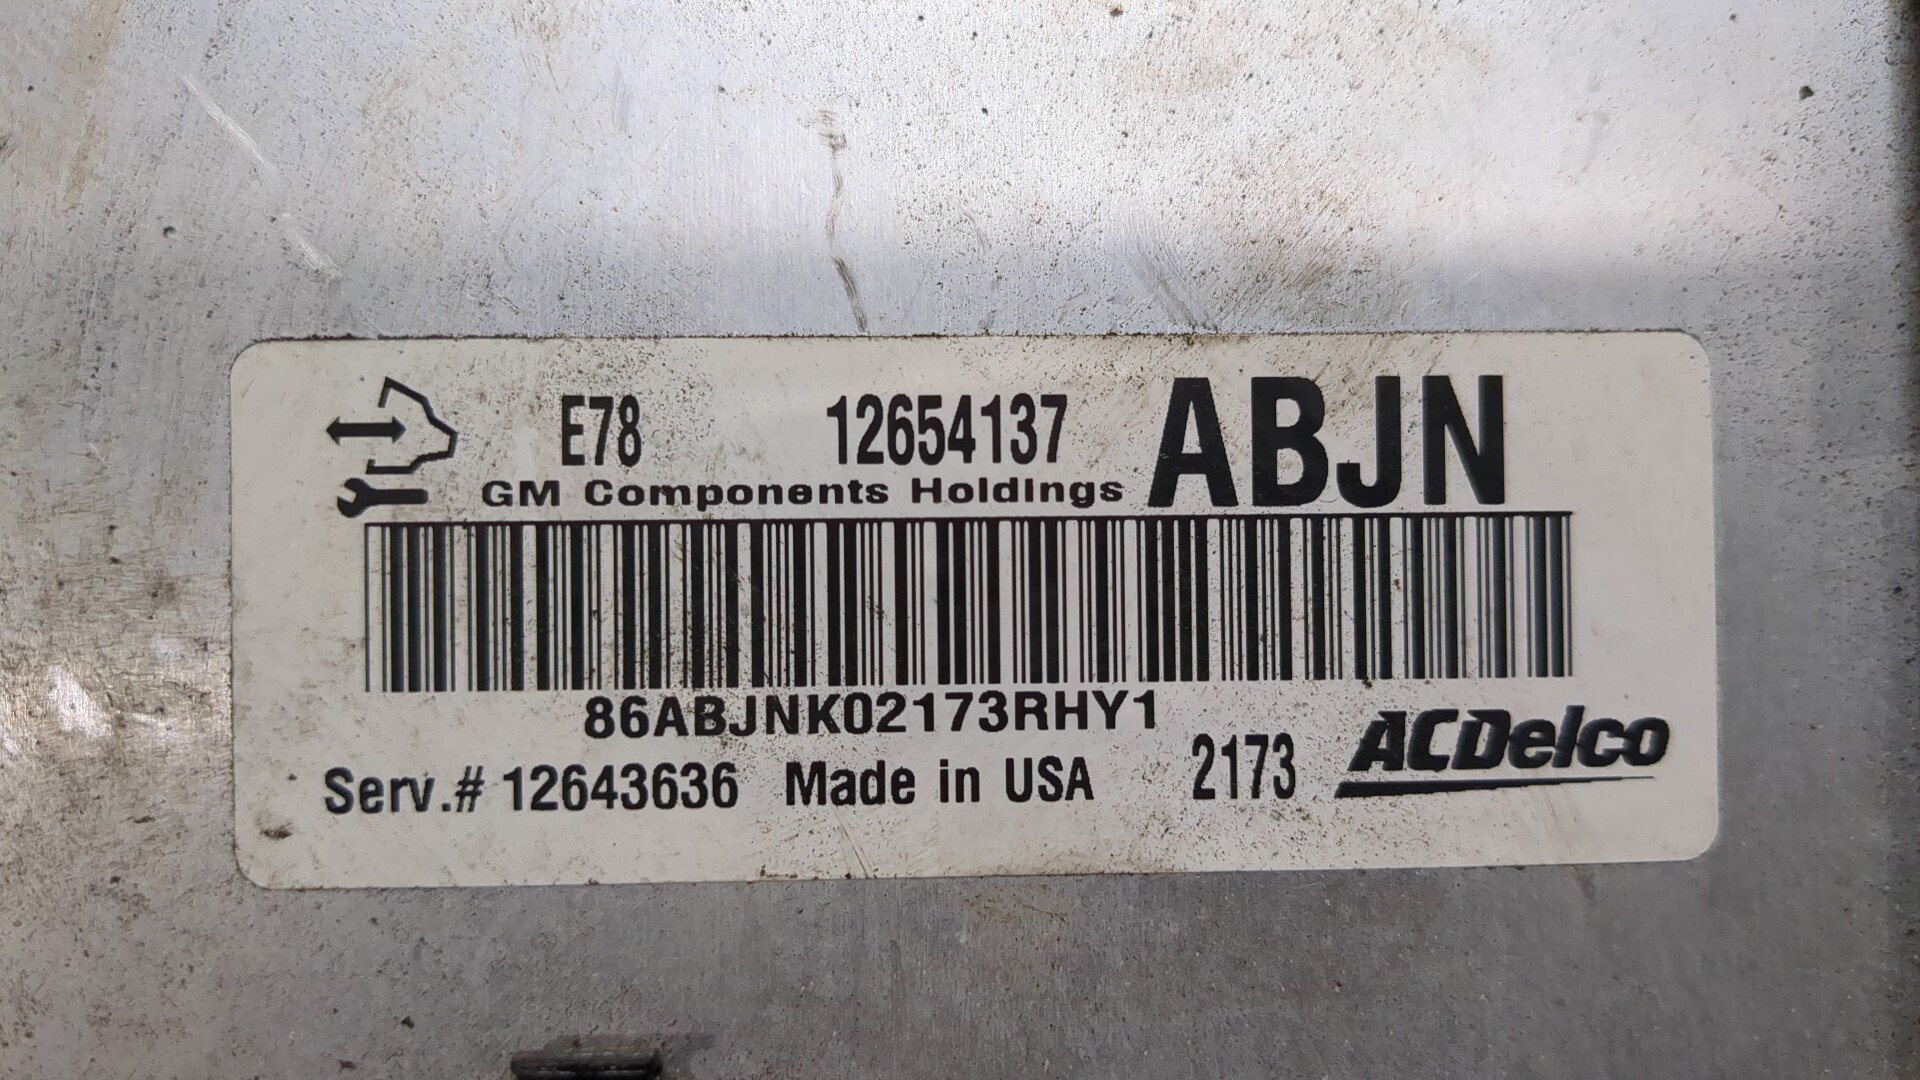 E78 12654137 ABJN
GM Components Holdings
86ABJNK02173RHY1
Serv.# 12643636 Made in USA 2173 ACDelco